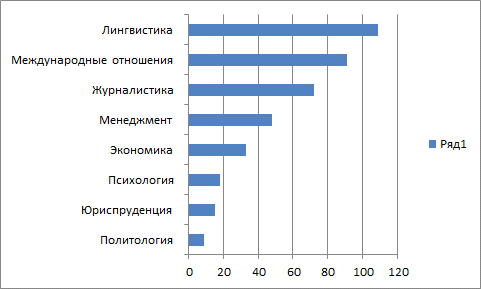 Лингвистика
Международные отношения
Журналистика
Менеджмент
Экономика
Психология
Юриспруденция
Политология
Ряд1
0 20 40 60 80 100 120